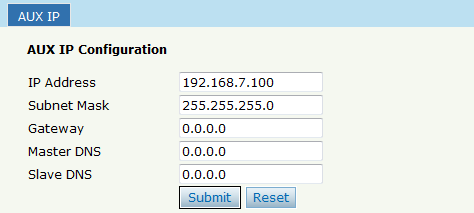 AUX IP
AUX IP Configuration
IP Address 192.168.7.100
Subnet Mask 255.255.255.0
Gateway 0.0.0.0
Master DNS 0.0.0.0
Slave DNS 0.0.0.0
Submit Reset